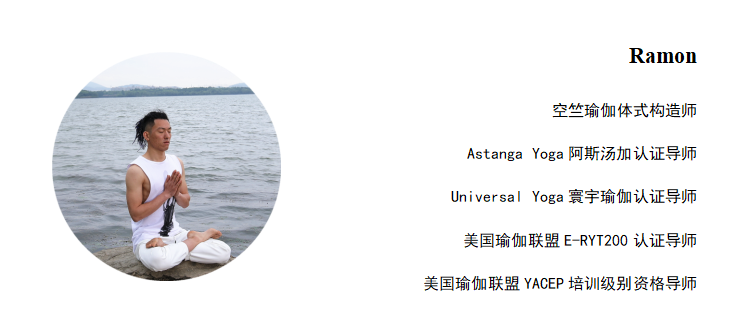 Ramon
空竺瑜伽体式构造师
Astanga Yoga 阿斯汤加认证导师
Universal Yoga 寰宇瑜伽认证导师
美国瑜伽联盟 E-RYT200 认证导师
美国瑜伽联盟 YACEP 培训级别资格导师